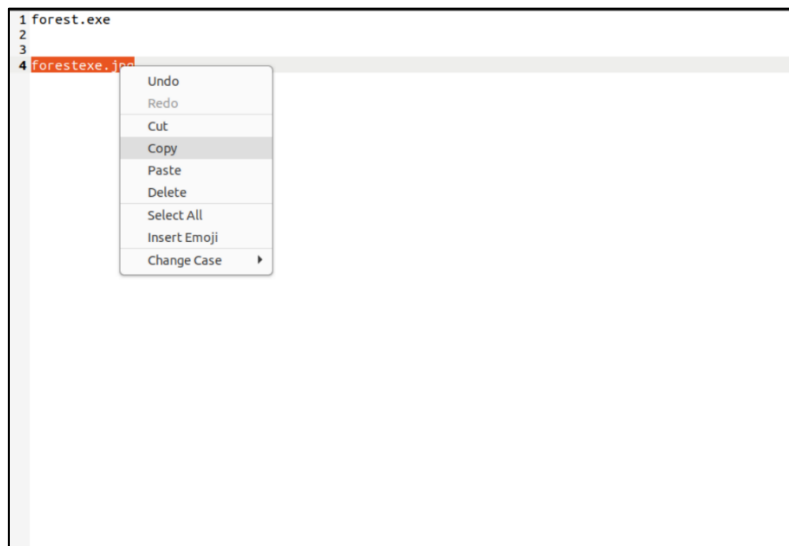 1 forest.exe
2
3
4 forestexe.jpg
Undo
Redo
Cut
Copy
Paste
Delete
Select All
Insert Emoji
Change Case